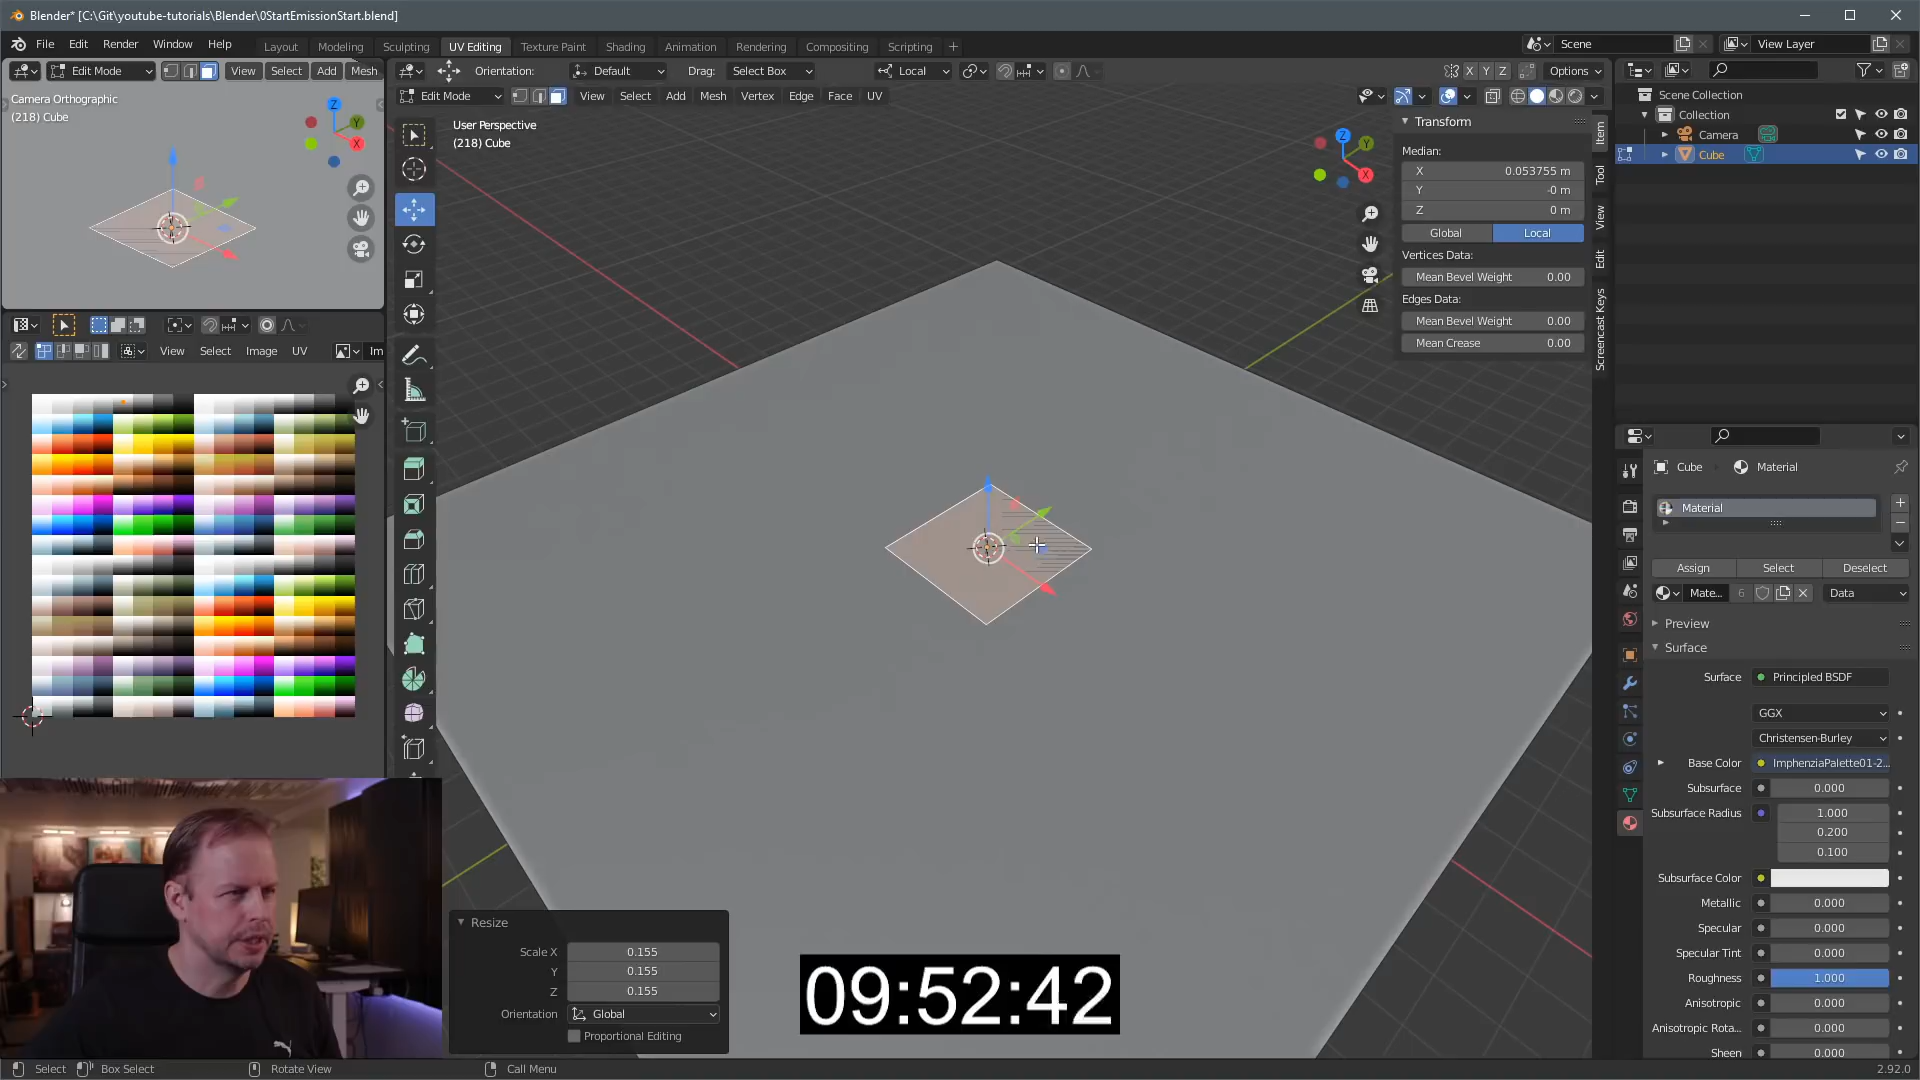 Blender* [C:\Git\youtube-tutorials\Blender\0StartEmissionStart.blend]
File Edit Render Window Help
Layout Modeling Sculpting UV Editing Texture Paint Shading Animation Rendering Compositing Scripting +
Scene
View Layer
Edit Mode View Select Add Mesh
Orientation: Default Drag: Select Box Local X Y Z Options
Edit Mode View Select Add Mesh Vertex Edge Face UV
Camera Orthographic
(218) Cube
Z
Y
X
User Perspective
(218) Cube
Z
Y
X
Transform
Median:
X 0.053755 m
Y -0 m
Z 0 m
Global Local
Vertices Data:
Mean Bevel Weight 0.00
Edges Data:
Mean Bevel Weight 0.00
Mean Crease 0.00
Item
Tool
View
Edit
Screencast Keys
Scene Collection
Collection
Camera
Cube
View Select Image UV Im
Cube Material
Material
Assign Select Deselect
Mate... 6 Data
Preview
Surface
Surface Principled BSDF
GGX
Christensen-Burley
Base Color ImphenziaPalette01-2...
Subsurface 0.000
Subsurface Radius 1.000
0.200
0.100
Subsurface Color
Metallic 0.000
Specular 0.000
Specular Tint 0.000
Roughness 1.000
Anisotropic 0.000
Anisotropic Rota... 0.000
Sheen 0.000
Resize
Scale X 0.155
Y 0.155
Z 0.155
Orientation Global
Proportional Editing
09:52:42
Select Box Select Rotate View Call Menu
2.92.0